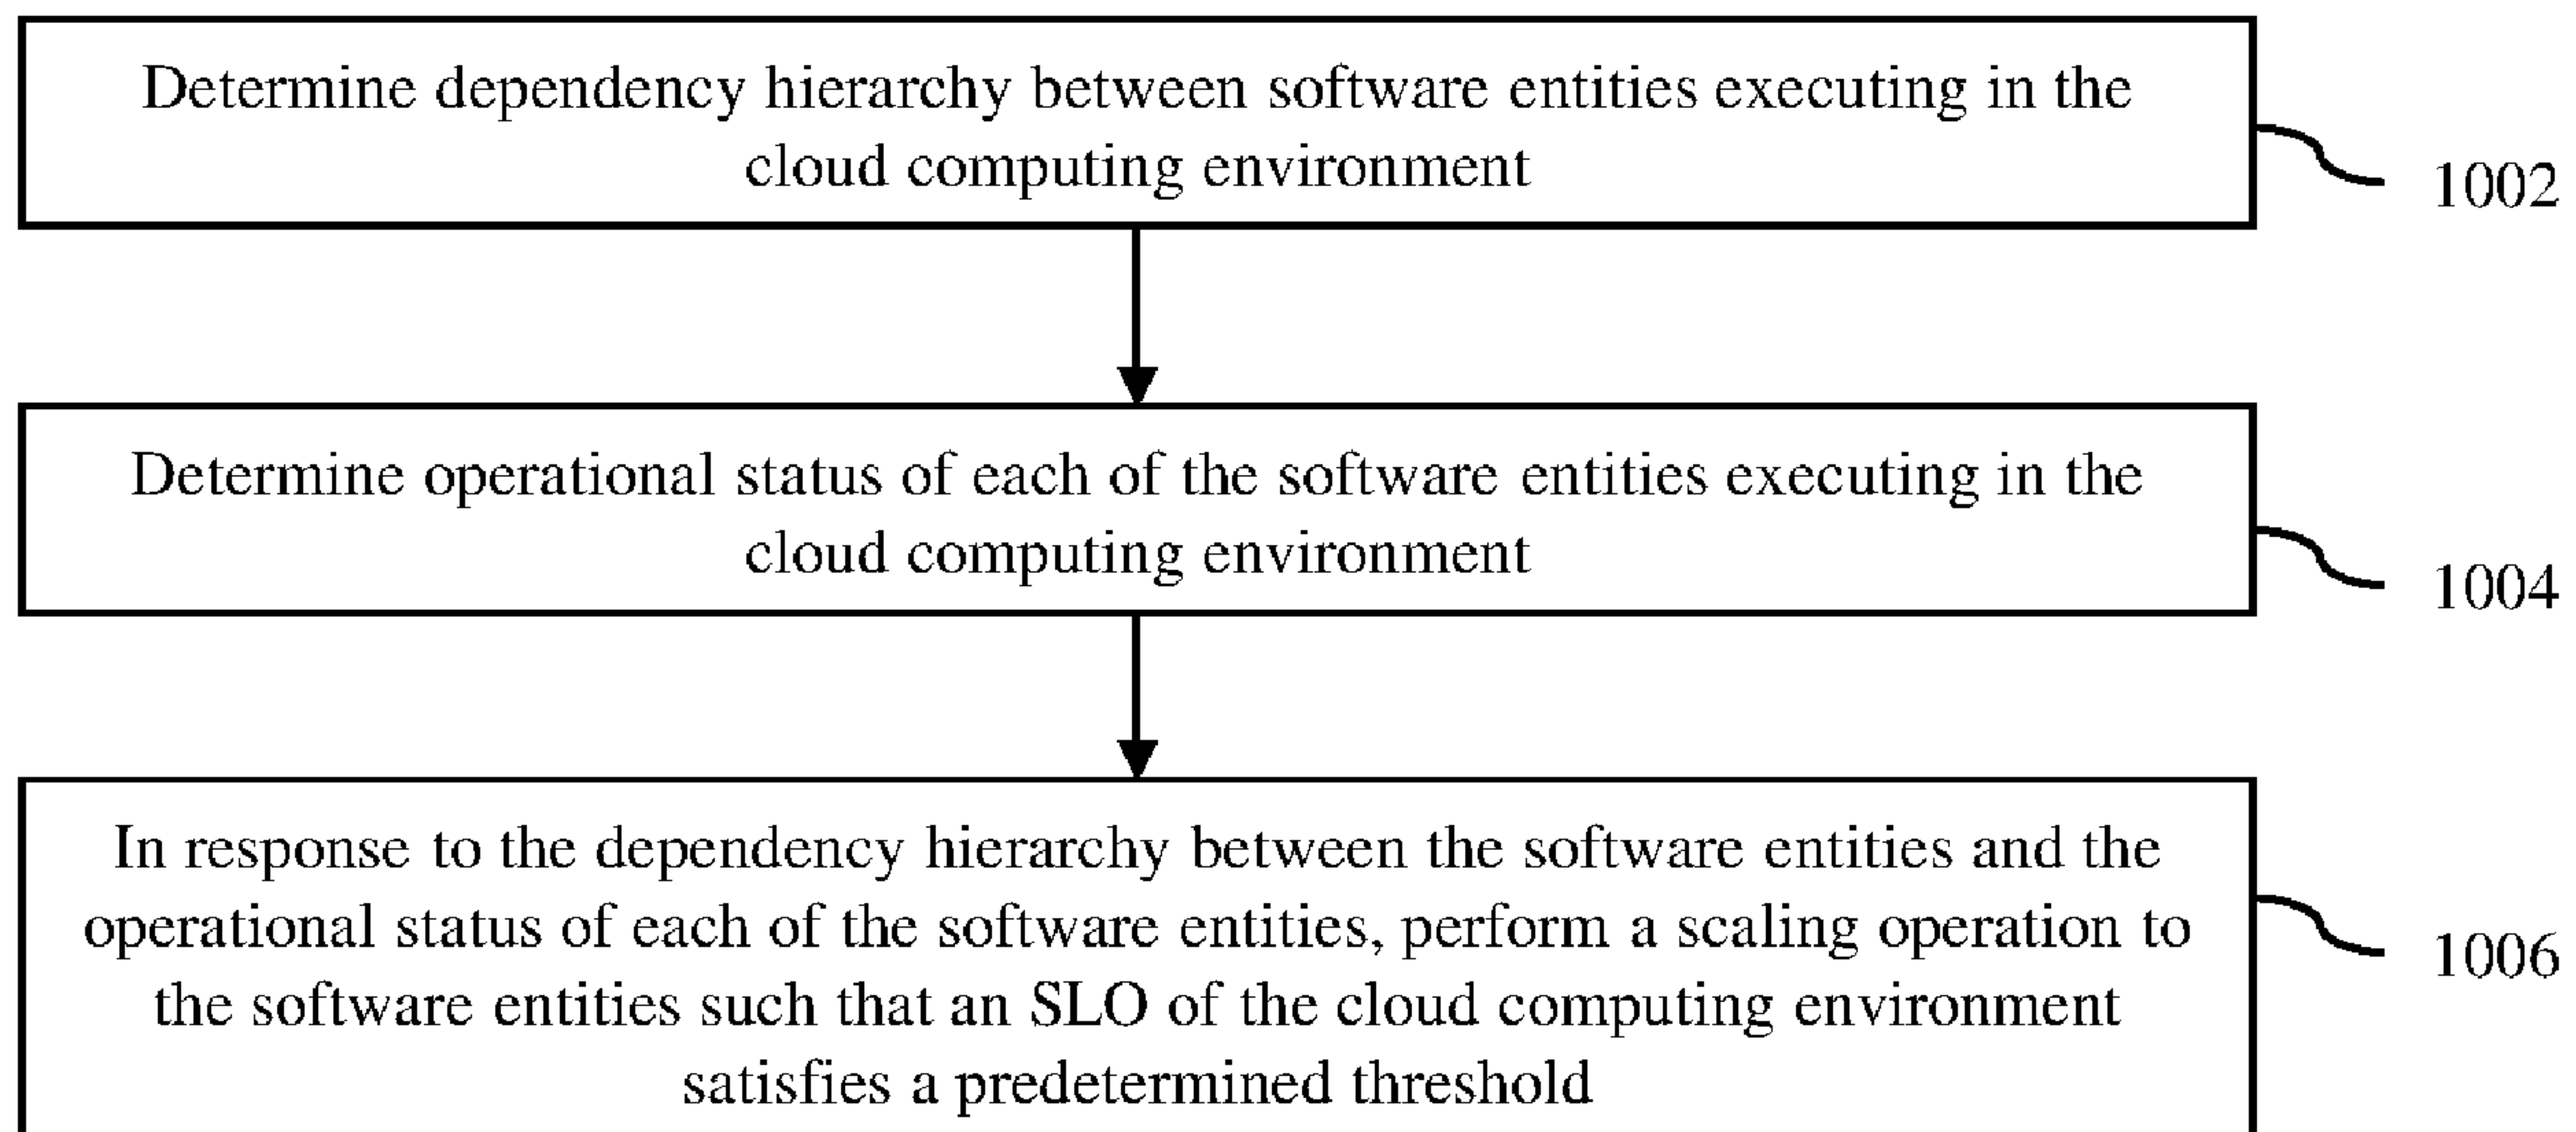 Determine dependency hierarchy between software entities executing in the
cloud computing environment
1002
Determine operational status of each of the software entities executing in the
cloud computing environment
1004
In response to the dependency hierarchy between the software entities and the
operational status of each of the software entities, perform a scaling operation to
the software entities such that an SLO of the cloud computing environment
satisfies a predetermined threshold
1006